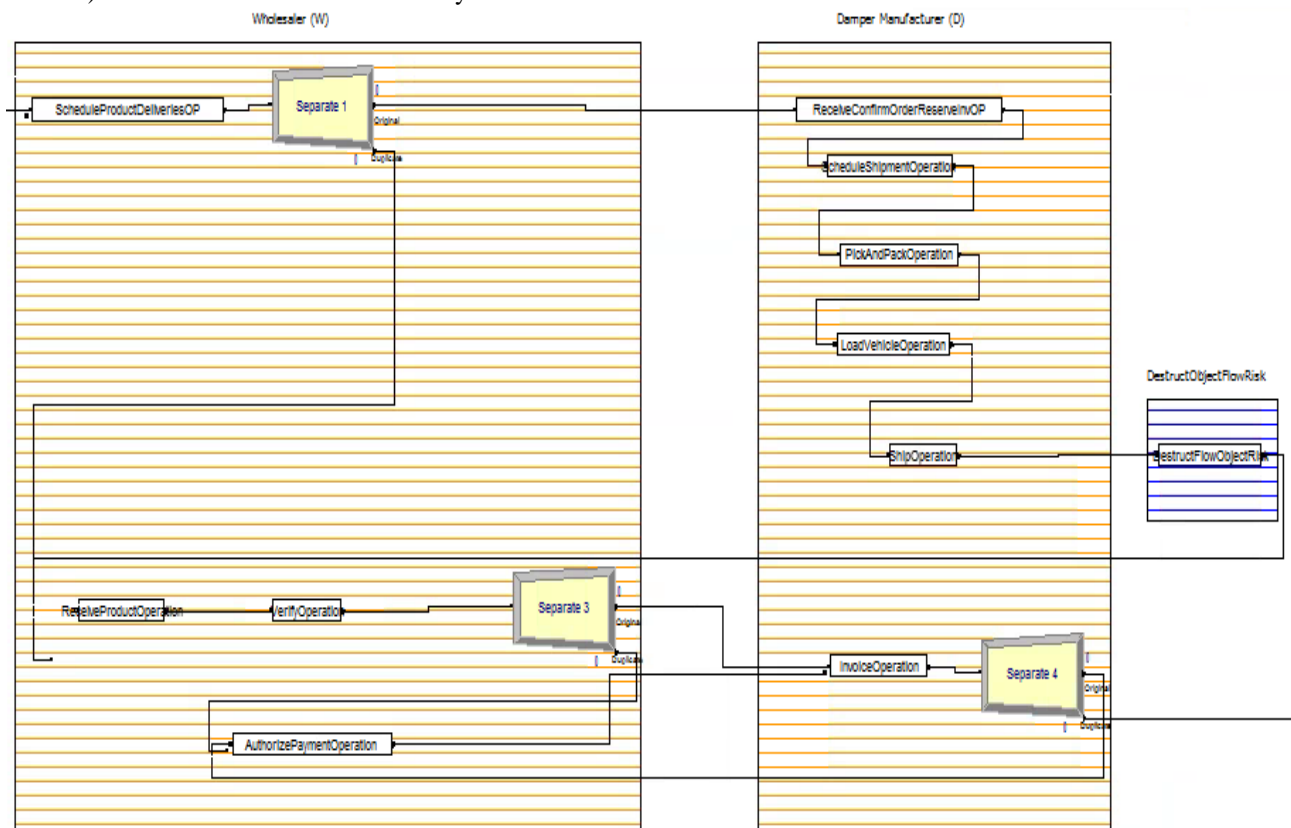 Wholesaler (W)
Damper Manufacturer (D)
ScheduleProductDeliveriesOP
Separate 1
Original
Duplicate
ReceiveConfirmOrderReserveInvOP
ScheduleShipmentOperation
PickAndPackOperation
LoadVehicleOperation
DestructObjectFlowRisk
ShipOperation
DestructFlowObjectRisk
ReceiveProductOperation
VerifyOperation
Separate 3
Original
Duplicate
InvoiceOperation
Separate 4
Original
Duplicate
AuthorizePaymentOperation